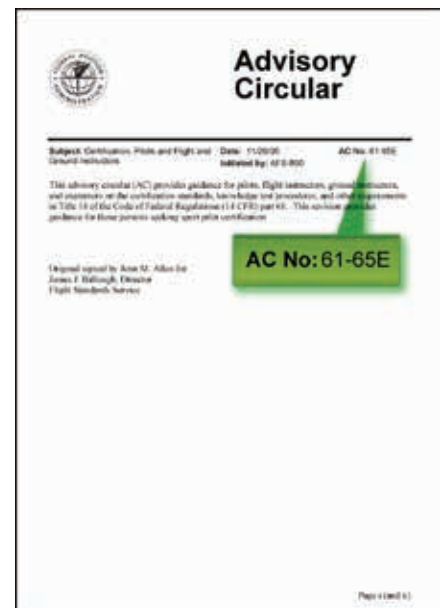 Advisory
Circular
Subject: Certification: Pilots and Flight and Ground Instructors
Date: 11/20/05
AC No: 61-65E
Initiated by: AFS-800
This advisory circular (AC) provides guidance for pilots, flight instructors, ground instructors,
and examiners on the certification standards, knowledge test procedures, and other requirements
in Title 14 of the Code of Federal Regulations (14 CFR) part 61. This revision provides
guidance for those persons seeking sport pilot certification.
AC No: 61-65E
Original signed by John M. Allen for
James J. Ballough, Director
Flight Standards Service